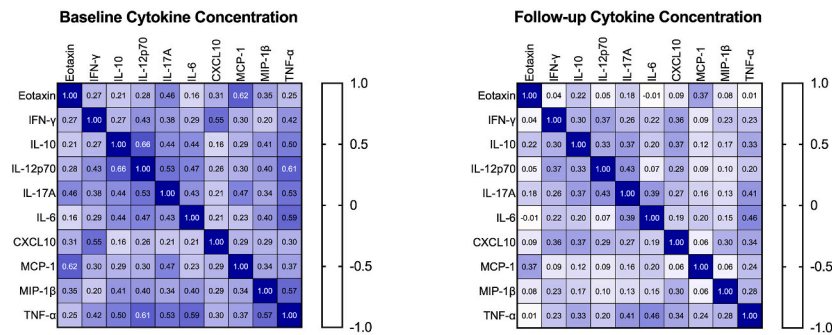 Baseline Cytokine Concentration
Eotaxin IFN-γ IL-10 IL-12p70 IL-17A IL-6 CXCL10 MCP-1 MIP-1β TNF-α
Eotaxin 1.00 0.27 0.21 0.28 0.46 0.16 0.31 0.62 0.35 0.25
IFN-γ 0.27 1.00 0.27 0.43 0.38 0.29 0.55 0.30 0.20 0.42
IL-10 0.21 0.27 1.00 0.66 0.44 0.44 0.16 0.29 0.41 0.50
IL-12p70 0.28 0.43 0.66 1.00 0.53 0.47 0.26 0.30 0.40 0.61
IL-17A 0.46 0.38 0.44 0.53 1.00 0.43 0.21 0.47 0.34 0.53
IL-6 0.16 0.29 0.44 0.47 0.43 1.00 0.21 0.23 0.40 0.59
CXCL10 0.31 0.55 0.16 0.26 0.21 0.21 1.00 0.29 0.29 0.30
MCP-1 0.62 0.30 0.29 0.30 0.47 0.23 0.29 1.00 0.34 0.37
MIP-1β 0.35 0.20 0.41 0.40 0.34 0.40 0.29 0.34 1.00 0.57
TNF-α 0.25 0.42 0.50 0.61 0.53 0.59 0.30 0.37 0.57 1.00
1.0
0.5
0
-0.5
-1.0
Follow-up Cytokine Concentration
Eotaxin IFN-γ IL-10 IL-12p70 IL-17A IL-6 CXCL10 MCP-1 MIP-1β TNF-α
Eotaxin 1.00 0.04 0.22 0.05 0.18 -0.01 0.09 0.37 0.08 0.01
IFN-γ 0.04 1.00 0.30 0.37 0.26 0.22 0.36 0.09 0.23 0.23
IL-10 0.22 0.30 1.00 0.33 0.37 0.20 0.37 0.12 0.12 0.33
IL-12p70 0.05 0.37 0.33 1.00 0.43 0.07 0.29 0.09 0.10 0.20
IL-17A 0.18 0.26 0.37 0.43 1.00 0.39 0.27 0.16 0.13 0.41
IL-6 -0.01 0.22 0.20 0.07 0.39 1.00 0.19 0.20 0.15 0.46
CXCL10 0.09 0.36 0.37 0.29 0.27 0.19 1.00 0.06 0.30 0.34
MCP-1 0.37 0.09 0.12 0.09 0.16 0.20 0.06 1.00 0.06 0.24
MIP-1β 0.08 0.23 0.12 0.10 0.13 0.15 0.30 0.06 1.00 0.28
TNF-α 0.01 0.23 0.33 0.20 0.41 0.46 0.34 0.24 0.28 1.00
1.0
0.5
0
-0.5
-1.0